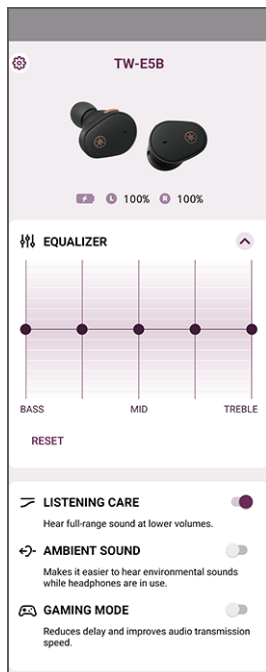 TW-E5B
L 100% R 100%
EQUALIZER
BASS MID TREBLE
RESET
LISTENING CARE
Hear full-range sound at lower volumes.
AMBIENT SOUND
Makes it easier to hear environmental sounds
while headphones are in use.
GAMING MODE
Reduces delay and improves audio transmission
speed.